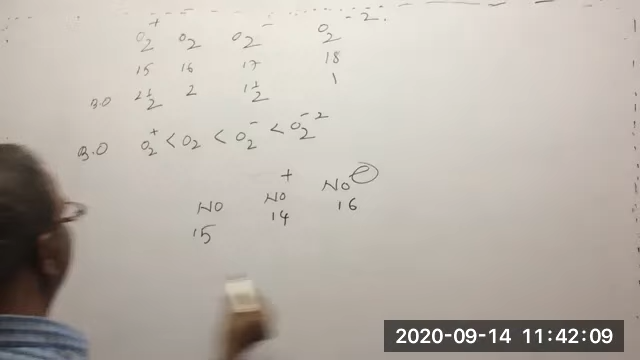 O₂⁺ O₂ O₂⁻ O₂⁻².
15 16 17 18
B.O 2½ 2 1½ 1
B.O O₂⁺ < O₂ < O₂⁻ < O₂⁻²
NO NO⁺ NO⊖
15 14 16
2020-09-14 11:42:09